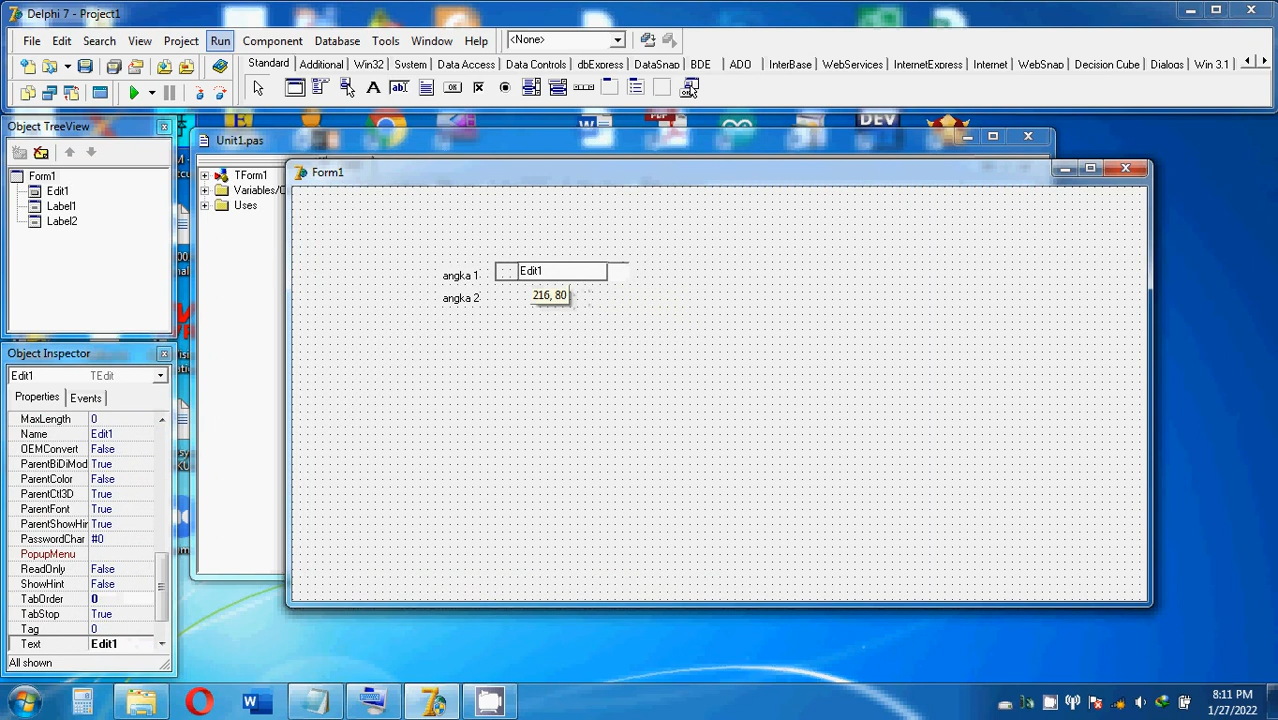 Delphi 7 - Project1
File Edit Search View Project Run Component Database Tools Window Help <None>
Standard Additional Win32 System Data Access Data Controls dbExpress DataSnap BDE ADO InterBase WebServices InternetExpress Internet WebSnap Decision Cube Dialogs Win 3.1
Object TreeView
Form1
Edit1
Label1
Label2
Unit1.pas
TForm1
Variables/C
Uses
Form1
angka 1
Edit1
angka 2
216, 80
Object Inspector
Edit1 TEdit
Properties Events
MaxLength 0
Name Edit1
OEMConvert False
ParentBiDiMod True
ParentColor False
ParentCtl3D True
ParentFont True
ParentShowHin True
PasswordChar #0
PopupMenu
ReadOnly False
ShowHint False
TabOrder 0
TabStop True
Tag 0
Text Edit1
All shown
PDF
DEV
8:11 PM
1/27/2022